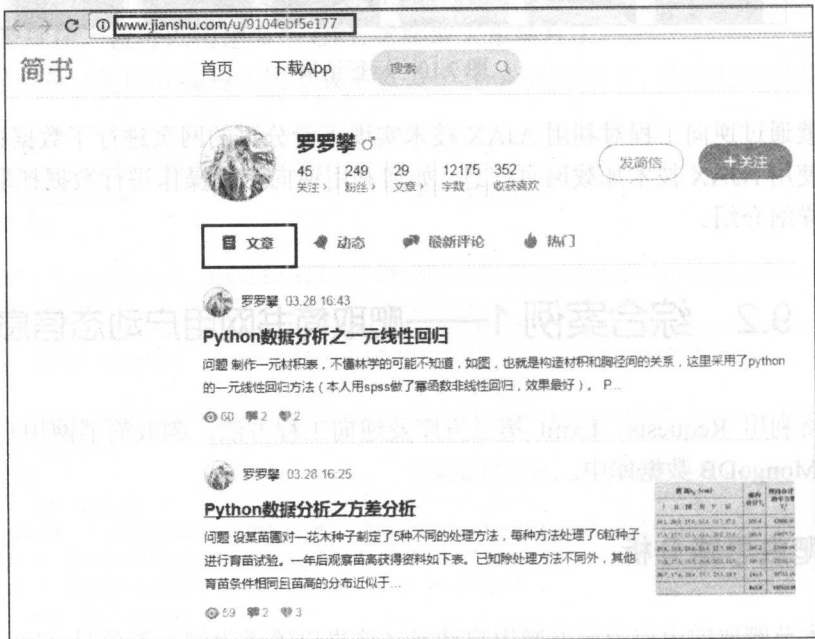 www.jianshu.com/u/9104ebf5e177
简书 首页 下载App 搜索
罗罗攀
45 249 29 12175 352
关注 粉丝 文章 字数 收获喜欢
发简信 +关注
文章 动态 最新评论 热门
罗罗攀 03.28 16:43
Python数据分析之一元线性回归
问题 制作一元材积表，不懂林学的可能不知道，如图，也就是构造材积和胸径间的关系，这里采用了python
的一元线性回归方法（本人用spss做了幂函数非线性回归，效果最好）。 P...
60 2 2
罗罗攀 03.28 16:25
Python数据分析之方差分析
问题 设某苗圃对一花木种子制定了5种不同的处理方法，每种方法处理了6粒种子
进行育苗试验。一年后观察苗高获得资料如下表。已知除处理方法不同外，其他
育苗条件相同且苗高的分布近似于...
59 2 3